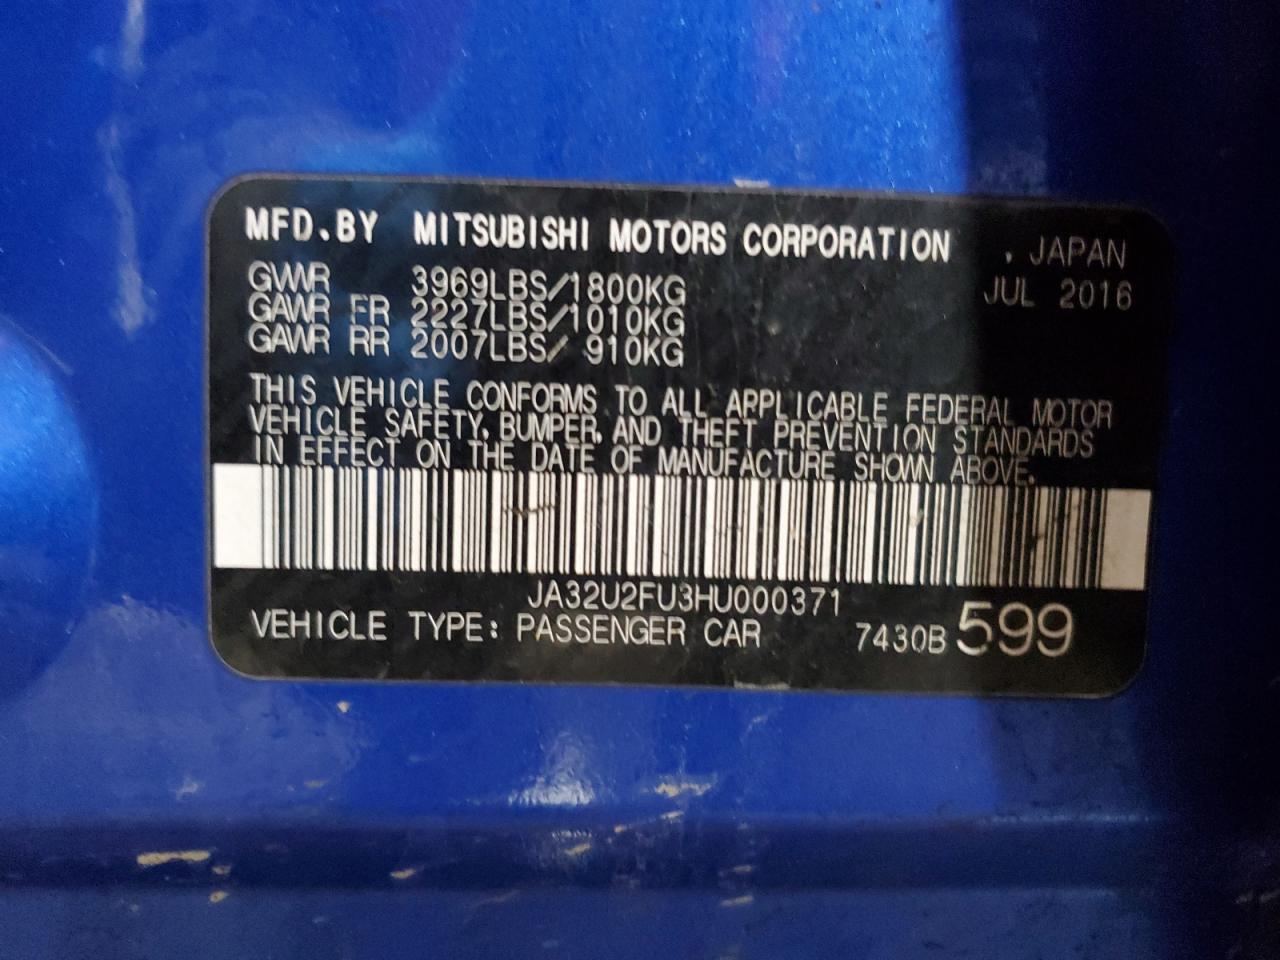 MFD.BY MITSUBISHI MOTORS CORPORATION , JAPAN
GVWR 3969LBS/1800KG JUL 2016
GAWR FR 2227LBS/1010KG
GAWR RR 2007LBS/ 910KG
THIS VEHICLE CONFORMS TO ALL APPLICABLE FEDERAL MOTOR
VEHICLE SAFETY, BUMPER, AND THEFT PREVENTION STANDARDS
IN EFFECT ON THE DATE OF MANUFACTURE SHOWN ABOVE.
JA32U2FU3HU000371
VEHICLE TYPE: PASSENGER CAR 7430B599